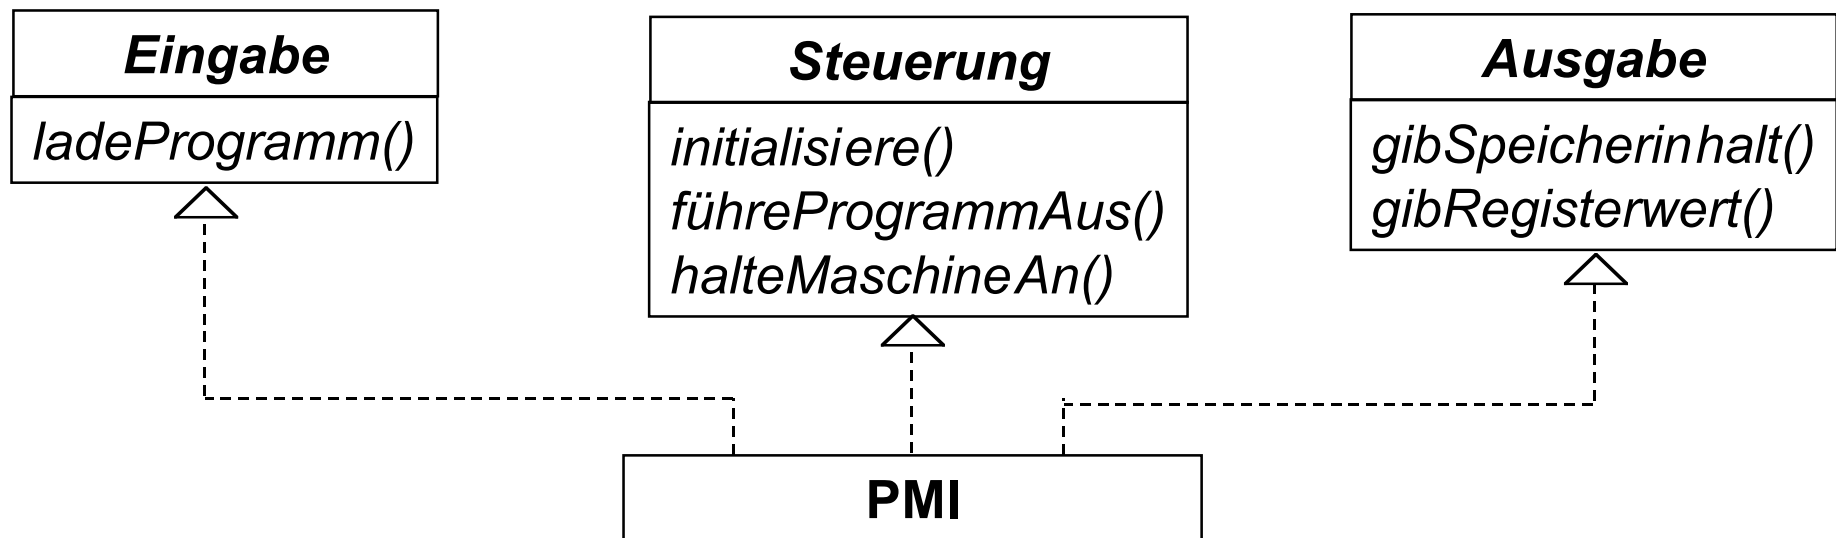 Eingabe
ladeProgramm()
Steuerung
initialisiere()
führeProgrammAus()
halteMaschineAn()
Ausgabe
gibSpeicherinhalt()
gibRegisterwert()
PMI